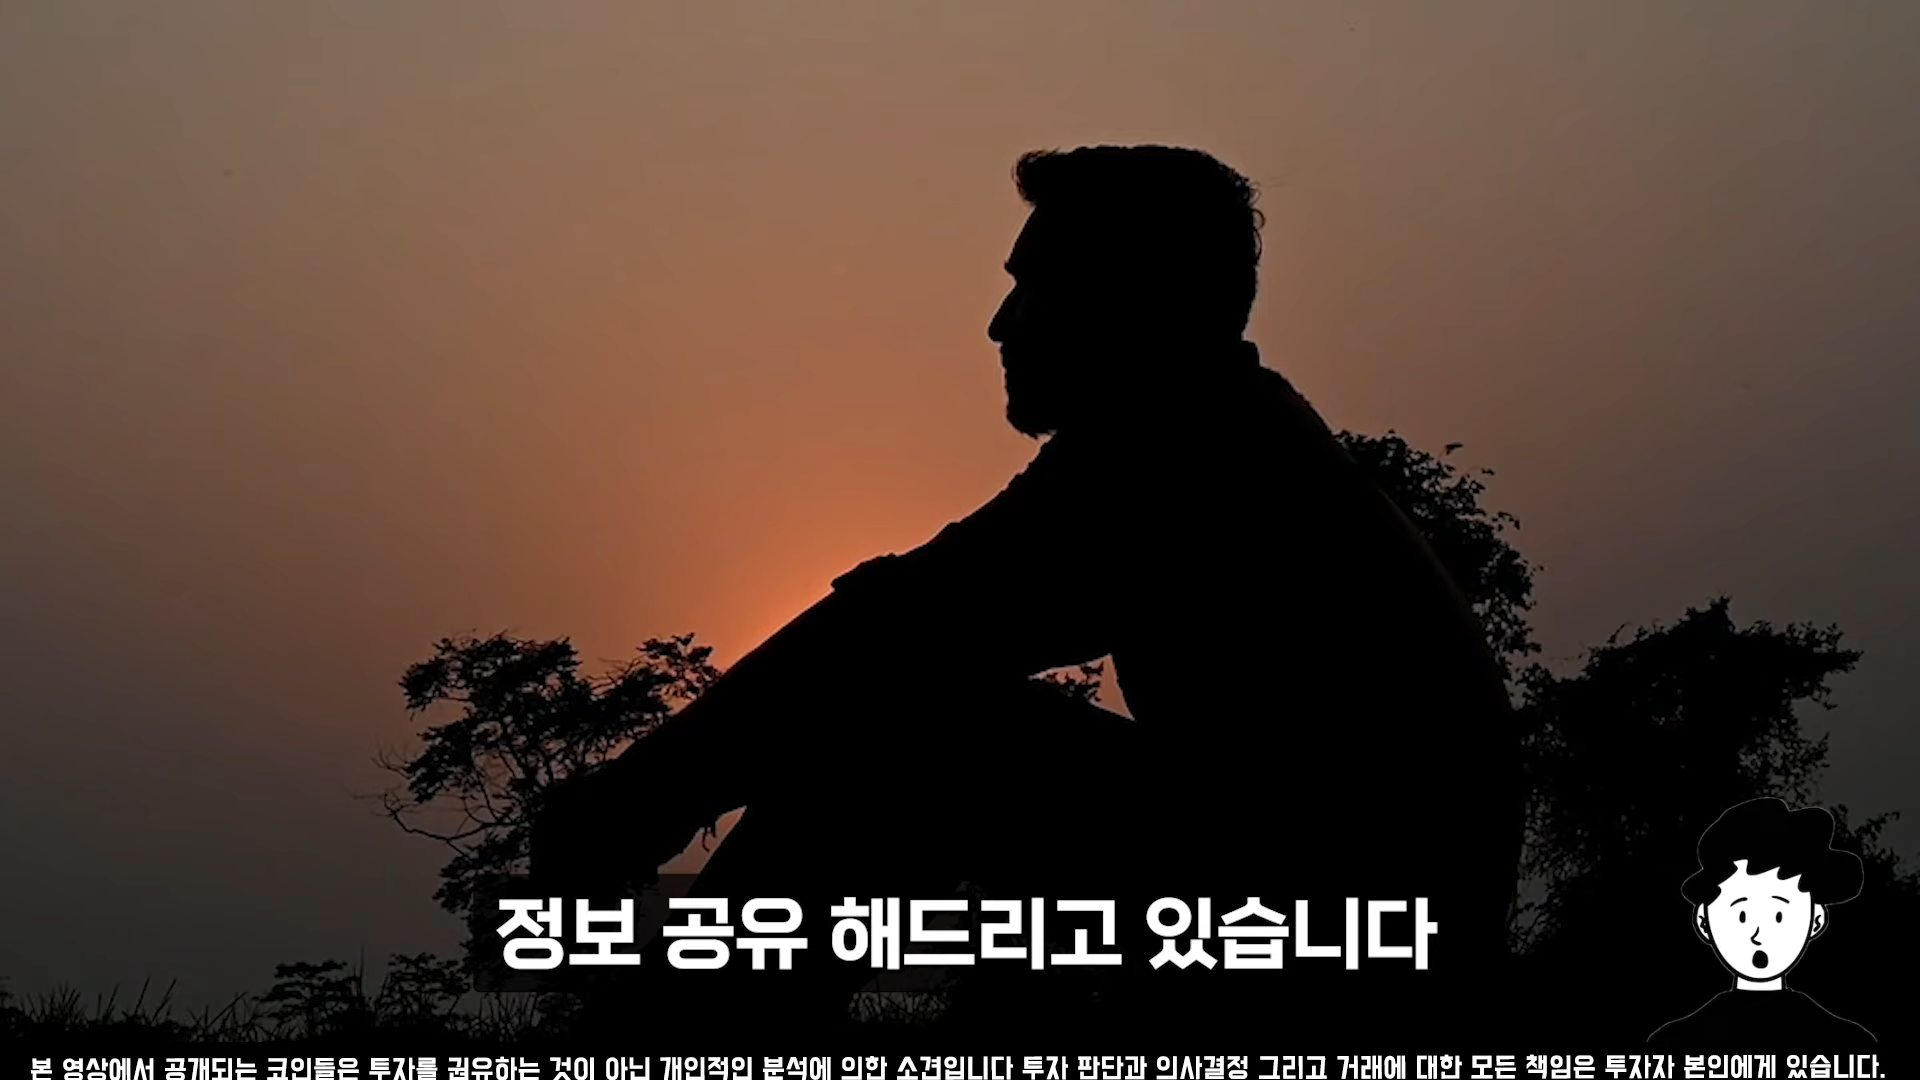 정보 공유 해드리고 있습니다
본 영상에서 공개되는 코인들은 투자를 권유하는 것이 아닌 개인적인 분석에 의한 소견입니다 투자 판단과 의사결정 그리고 거래에 대한 모든 책임은 투자자 본인에게 있습니다.